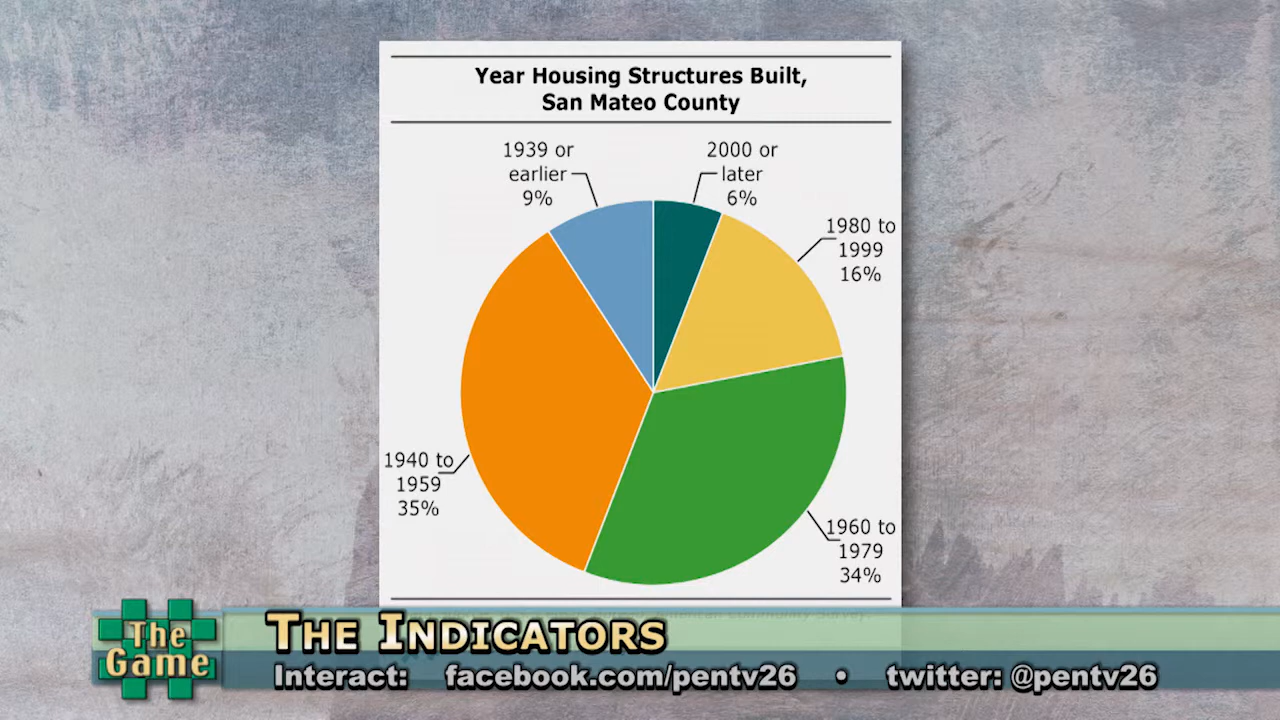 Year Housing Structures Built,
San Mateo County
1939 or
earlier
9%
2000 or
later
6%
1980 to
1999
16%
1940 to
1959
35%
1960 to
1979
34%
The
Game
THE INDICATORS
Interact: facebook.com/pentv26 • twitter: @pentv26